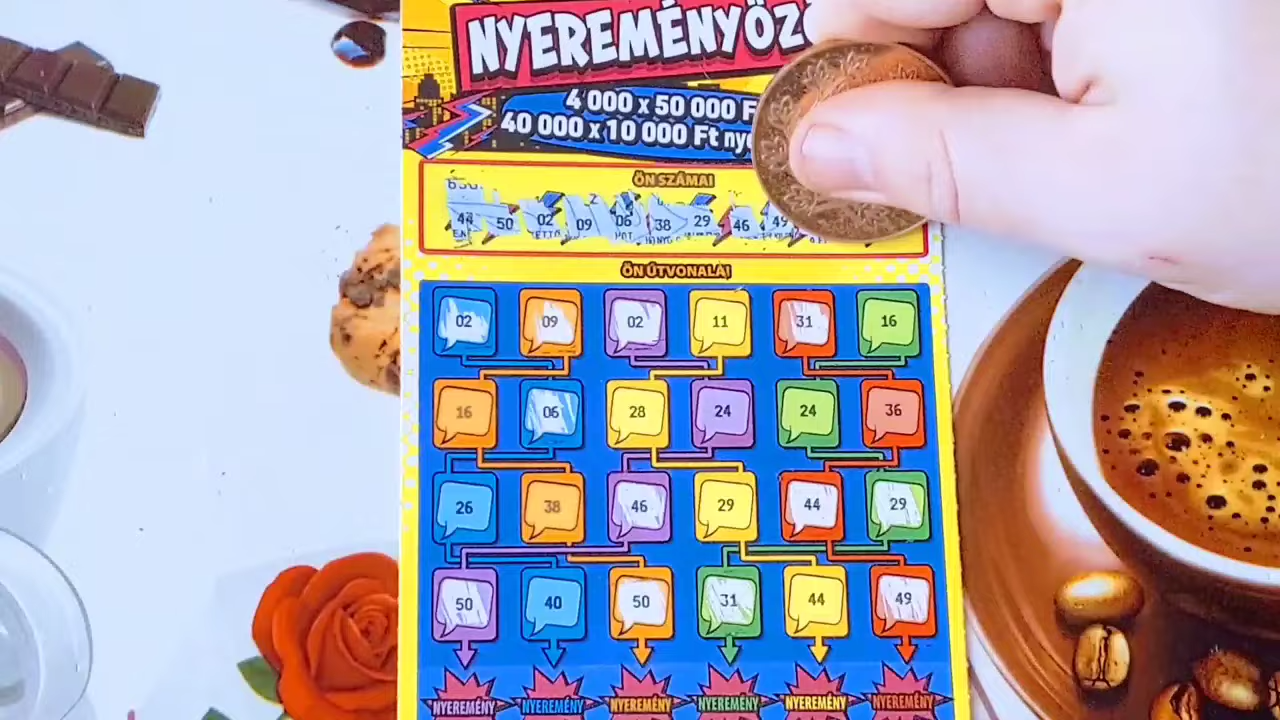 NYEREMÉNYÖZ
4 000 x 50 000 F
40 000 x 10 000 Ft nye
ÖN SZÁMAI
50 02 09 06 38 29 46 49
ÖN ÚTVONALAI
02 09 02 11 31 16
16 06 28 24 24 36
26 38 46 29 44 29
50 40 50 31 44 49
NYEREMÉNY NYEREMÉNY NYEREMÉNY NYEREMÉNY NYEREMÉNY NYEREMÉNY